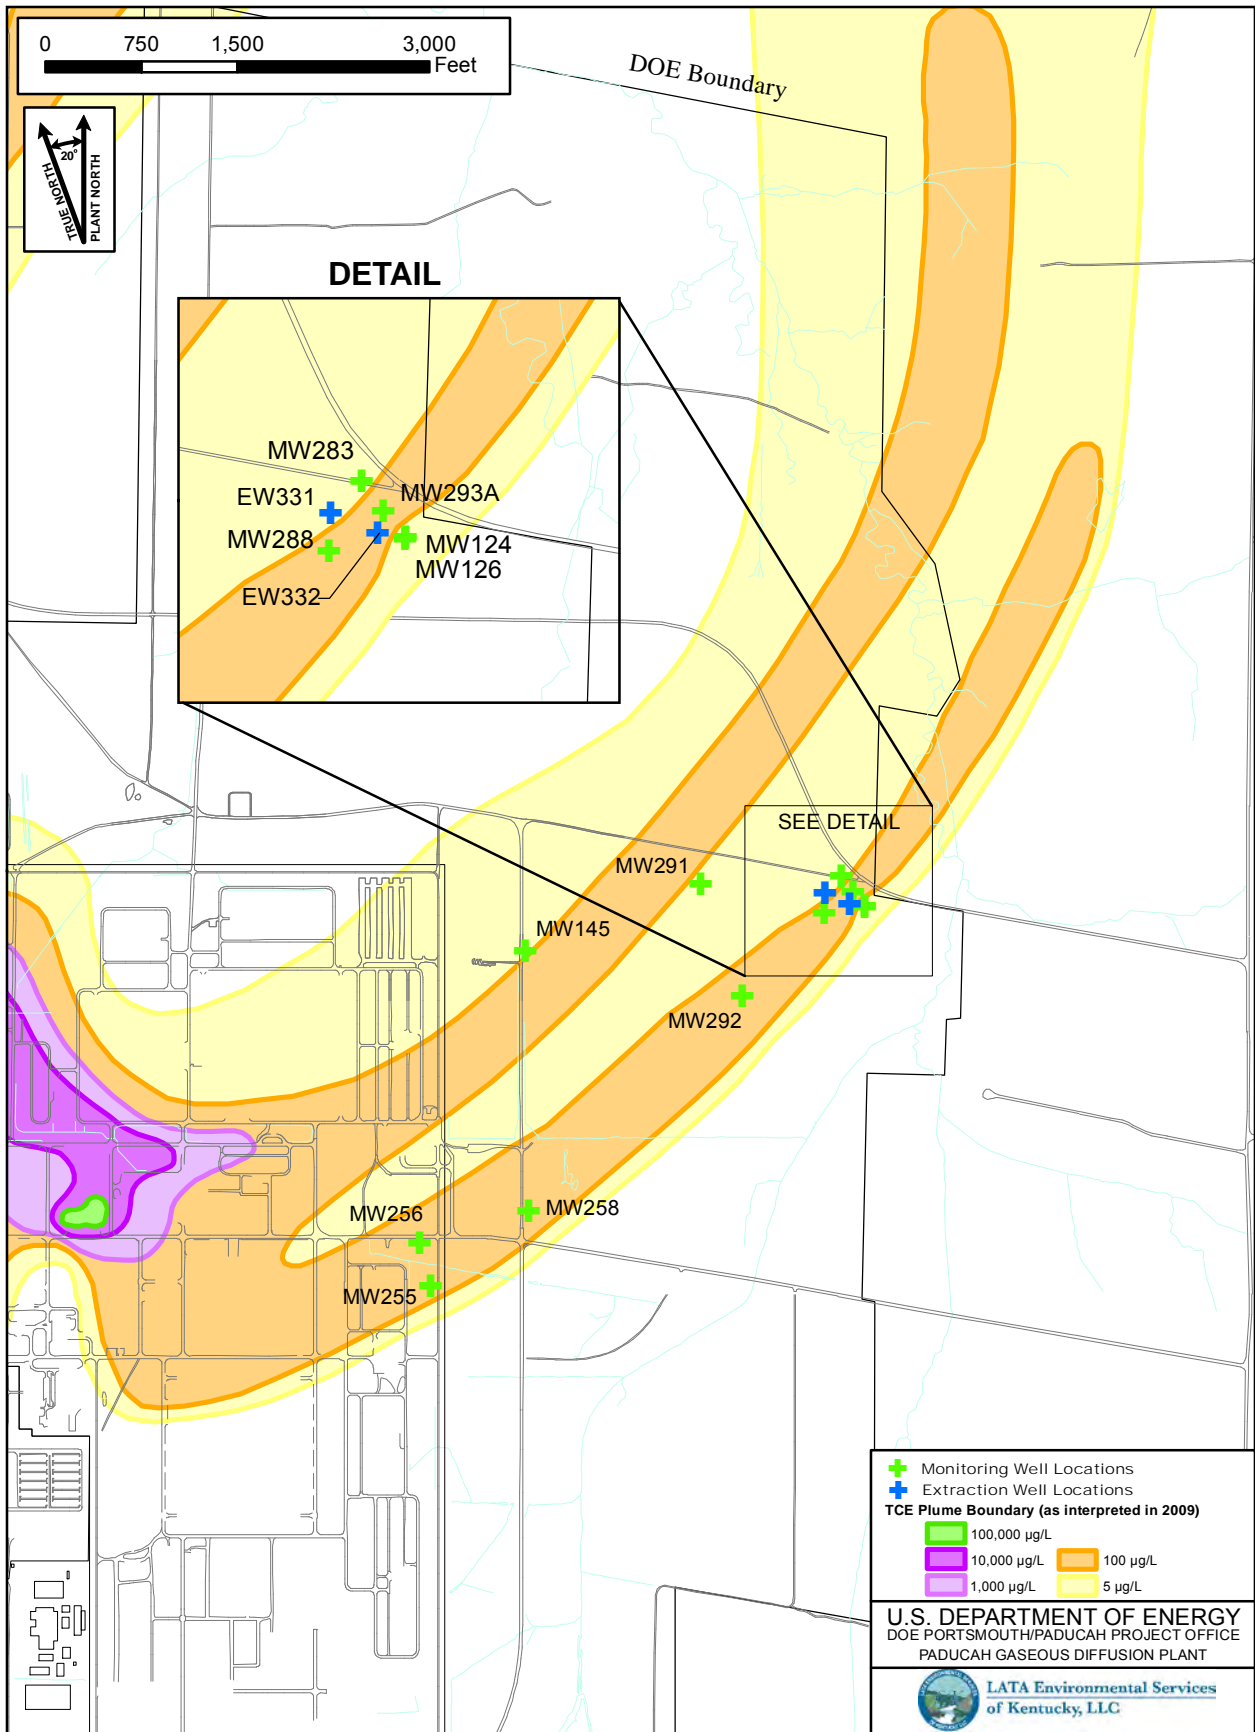 0 750 1,500 3,000
Feet
DOE Boundary
20°
TRUE NORTH
PLANT NORTH
DETAIL
MW283
EW331
MW293A
MW288
MW124
MW126
EW332
SEE DETAIL
MW291
MW145
MW292
MW256
MW258
MW255
Monitoring Well Locations
Extraction Well Locations
TCE Plume Boundary (as interpreted in 2009)
100,000 µg/L
10,000 µg/L
100 µg/L
1,000 µg/L
5 µg/L
U.S. DEPARTMENT OF ENERGY
DOE PORTSMOUTH/PADUCAH PROJECT OFFICE
PADUCAH GASEOUS DIFFUSION PLANT
LATA Environmental Services
of Kentucky, LLC